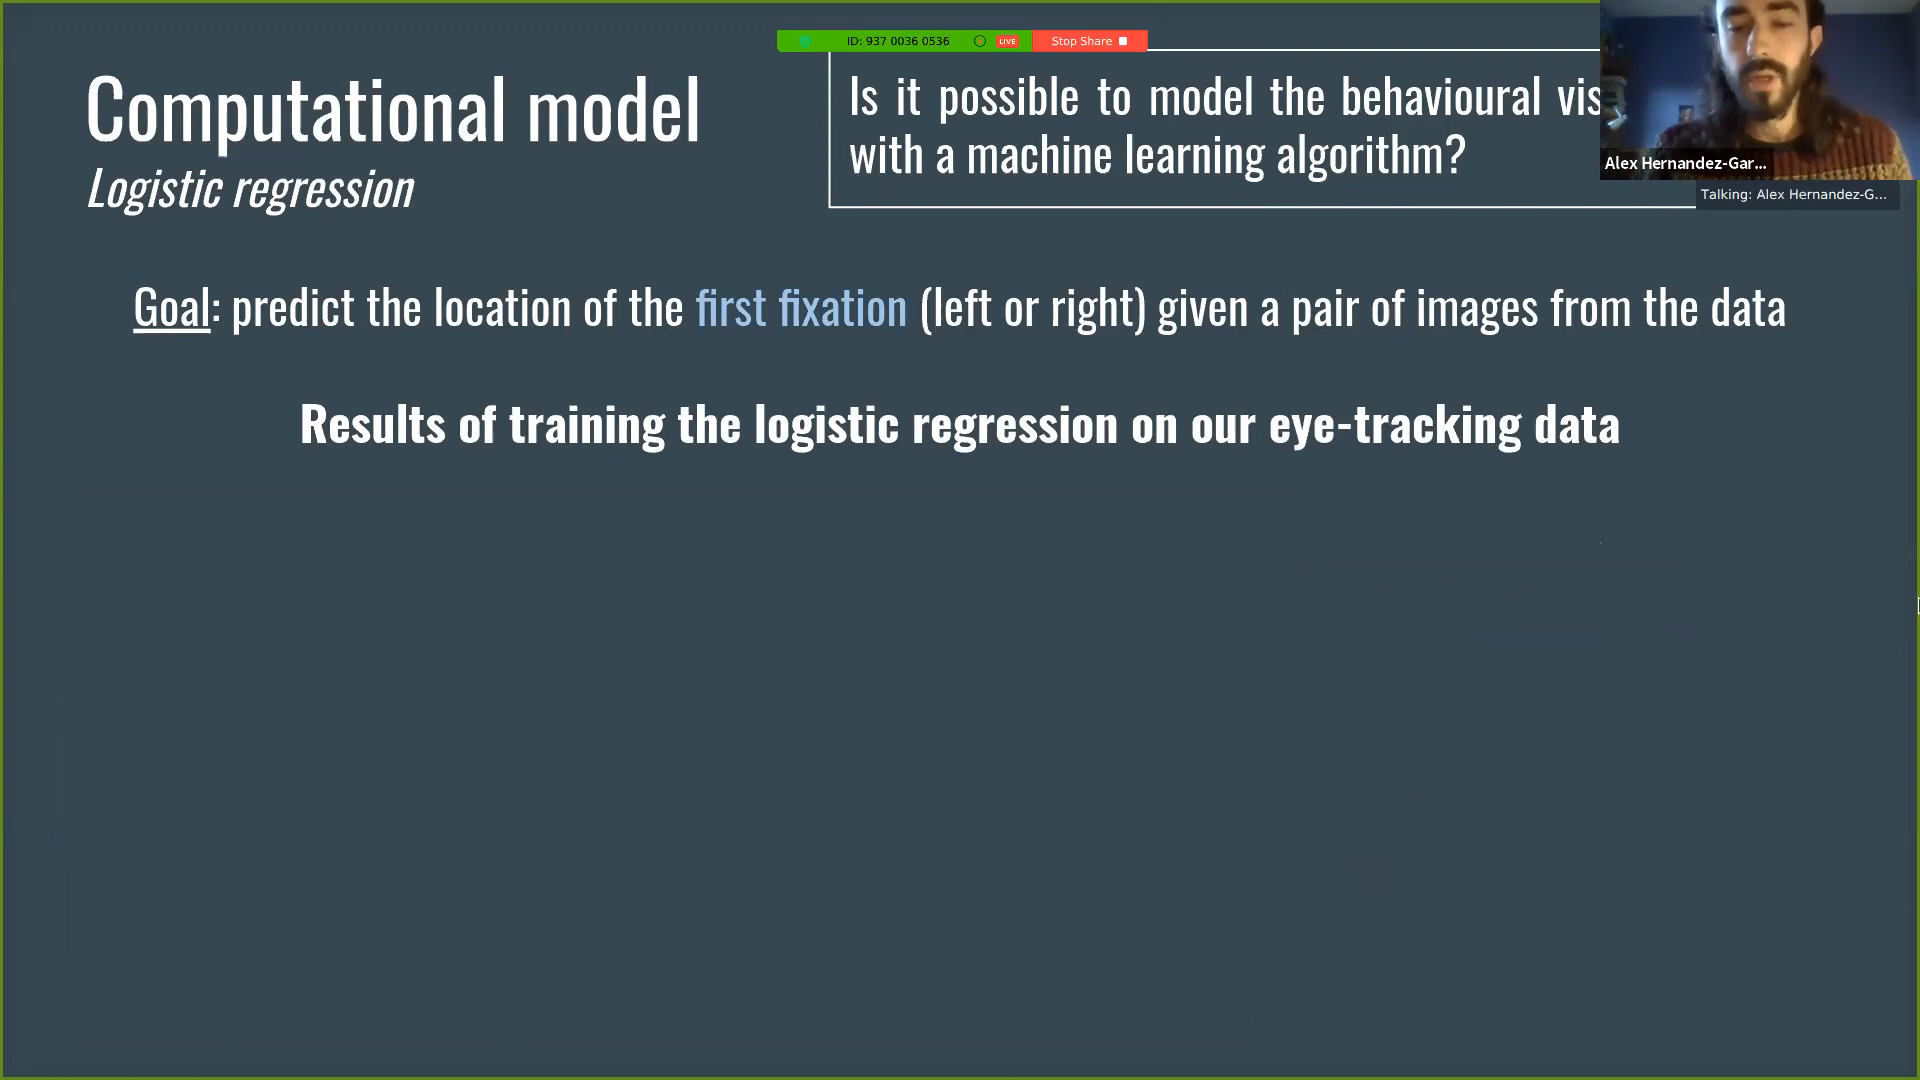 ID: 937 0036 0536 LIVE Stop Share
Computational model
Logistic regression
Is it possible to model the behavioural
with a machine learning algorithm?
Alex Hernandez-Gar...
Talking: Alex Hernandez-G...
Goal: predict the location of the first fixation (left or right) given a pair of images from the data
Results of training the logistic regression on our eye-tracking data